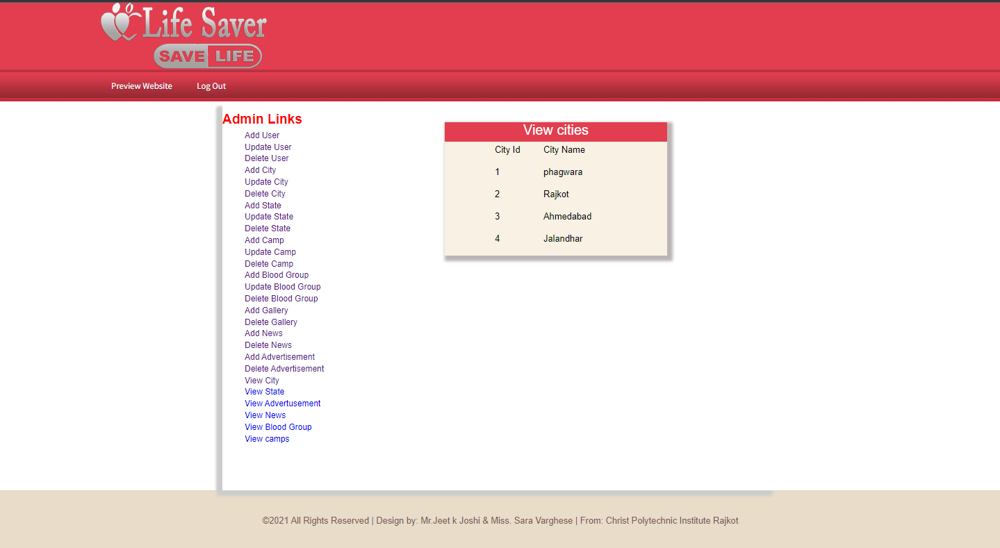 Life Saver
SAVE LIFE
Preview Website Log Out
Admin Links
Add User
Update User
Delete User
Add City
Update City
Delete City
Add State
Update State
Delete State
Add Camp
Update Camp
Delete Camp
Add Blood Group
Update Blood Group
Delete Blood Group
Add Gallery
Delete Gallery
Add News
Delete News
Add Advertisement
Delete Advertisement
View City
View State
View Advertusement
View News
View Blood Group
View camps
View cities
City Id City Name
1 phagwara
2 Rajkot
3 Ahmedabad
4 Jalandhar
©2021 All Rights Reserved | Design by: Mr.Jeet k Joshi & Miss. Sara Varghese | From: Christ Polytechnic Institute Rajkot